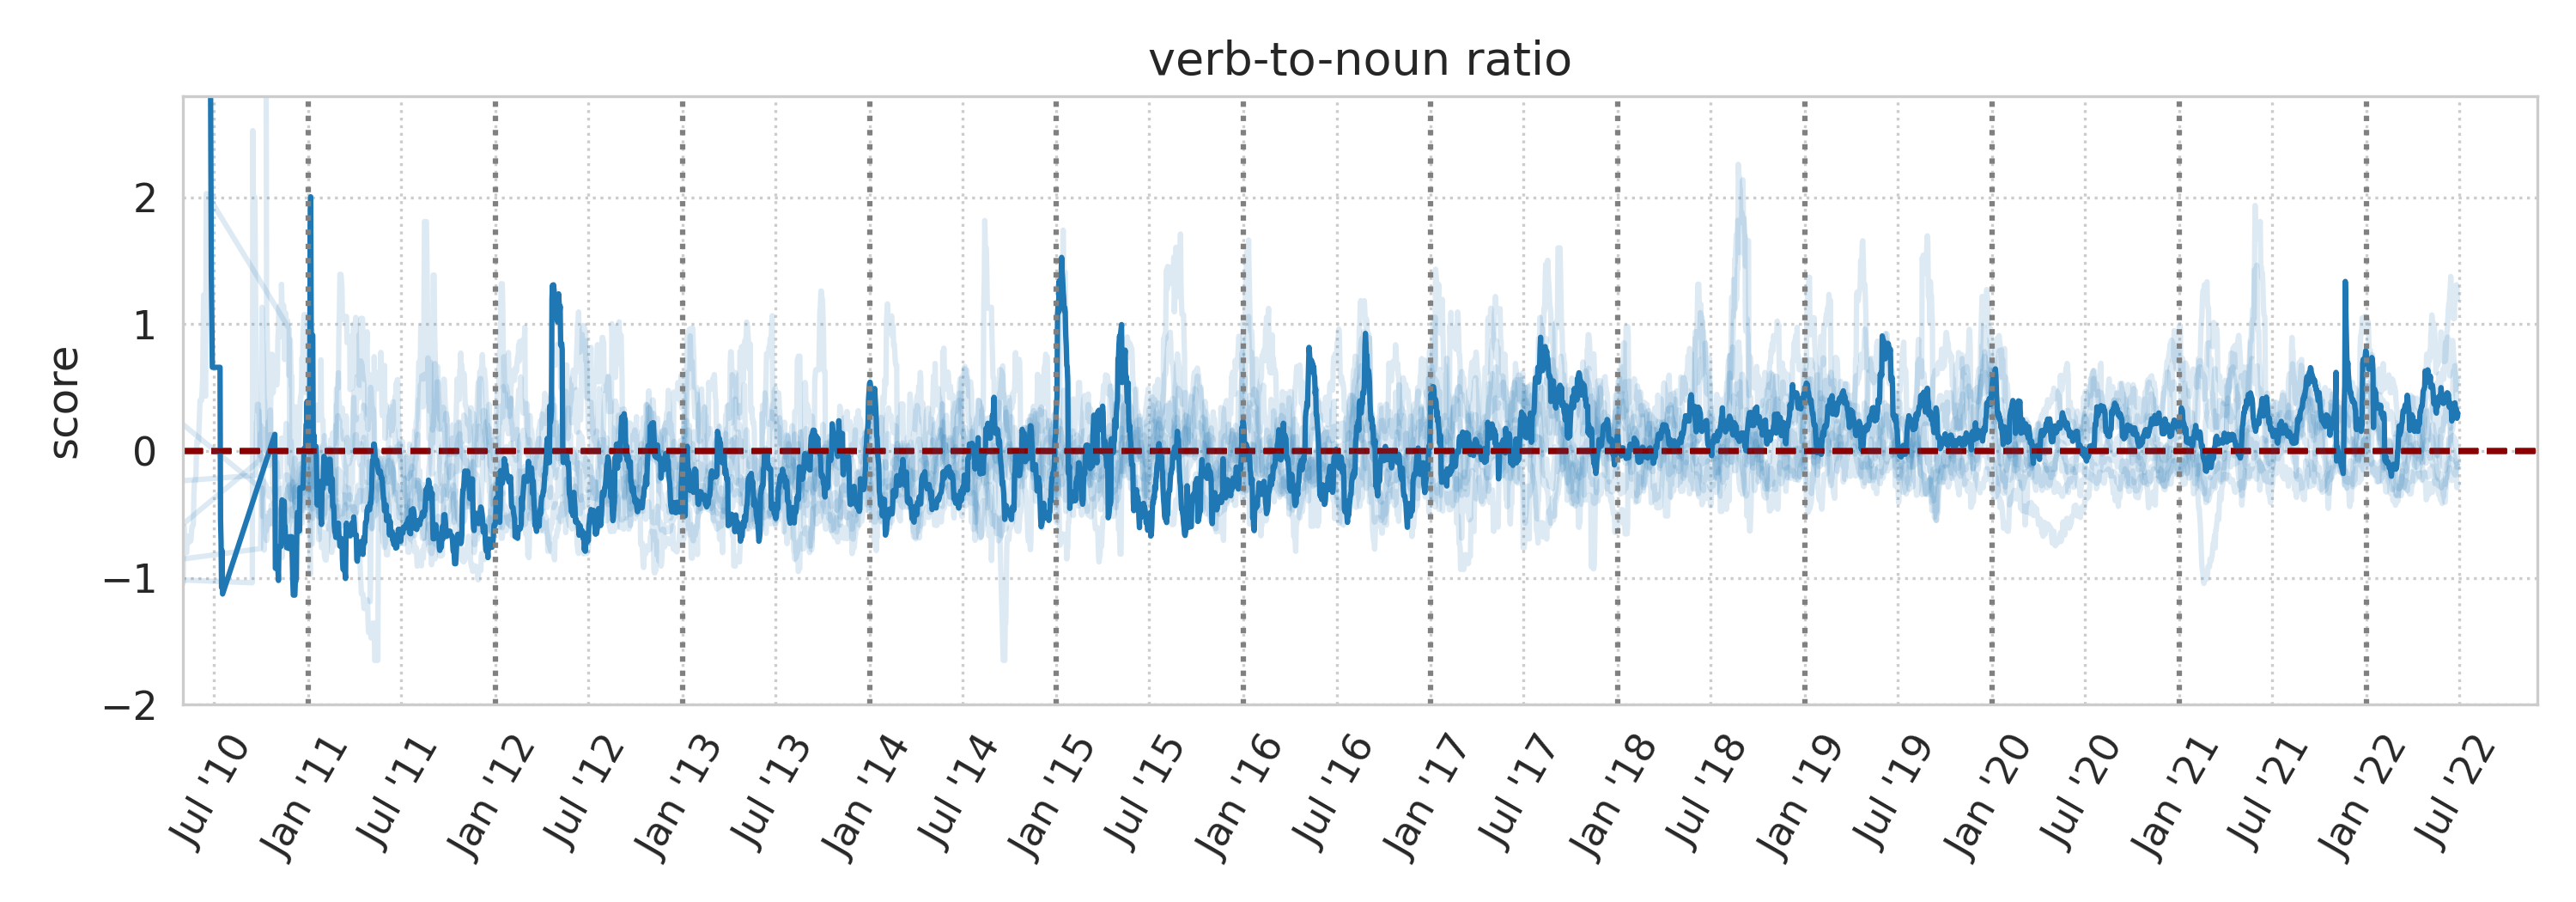 verb-to-noun ratio
score
2
1
0
−1
−2
Jul '10
Jan '11
Jul '11
Jan '12
Jul '12
Jan '13
Jul '13
Jan '14
Jul '14
Jan '15
Jul '15
Jan '16
Jul '16
Jan '17
Jul '17
Jan '18
Jul '18
Jan '19
Jul '19
Jan '20
Jul '20
Jan '21
Jul '21
Jan '22
Jul '22